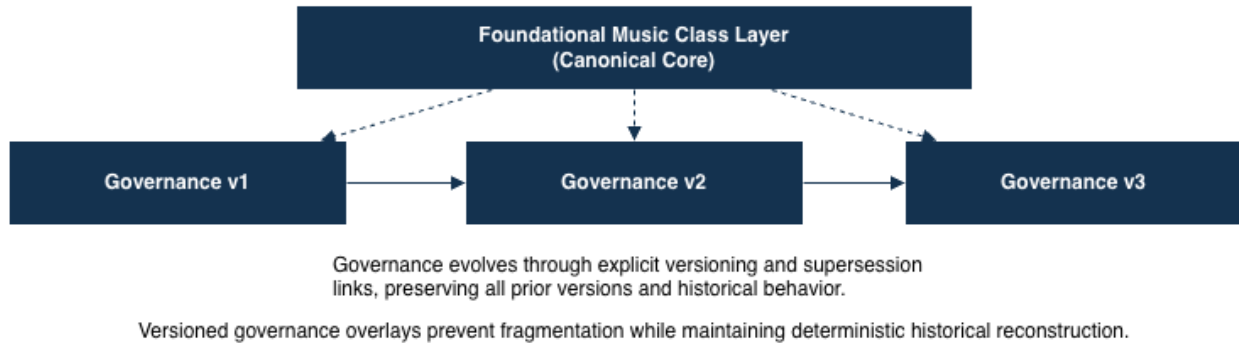 Foundational Music Class Layer
(Canonical Core)
Governance v1
Governance v2
Governance v3
Governance evolves through explicit versioning and supersession
links, preserving all prior versions and historical behavior.
Versioned governance overlays prevent fragmentation while maintaining deterministic historical reconstruction.